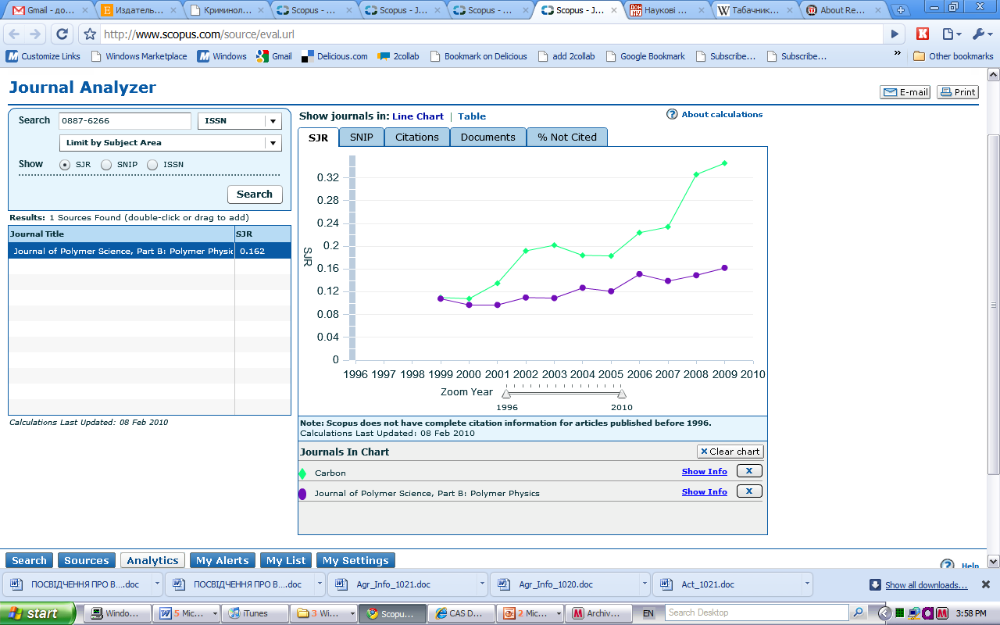 Gmail - до...
Издатель...
Криминол...
Scopus - ...
Scopus - J...
Scopus - ...
Scopus - J...
Наукові ...
Табачник...
About Re...
http://www.scopus.com/source/eval.url
Customize Links
Windows Marketplace
Windows
Gmail
Delicious.com
2collab
Bookmark on Delicious
add 2collab
Google Bookmark
Subscribe...
Subscribe...
»
Other bookmarks
Journal Analyzer
E-mail
Print
Search 0887-6266 ISSN
Limit by Subject Area
Show SJR SNIP ISSN
Search
Results: 1 Sources Found (double-click or drag to add)
Journal Title SJR
Journal of Polymer Science, Part B: Polymer Physic 0.162
Calculations Last Updated: 08 Feb 2010
Show journals in: Line Chart | Table
About calculations
SJR SNIP Citations Documents % Not Cited
0.32
0.28
0.24
0.2
0.16
0.12
0.08
0.04
0
SJR
1996 1997 1998 1999 2000 2001 2002 2003 2004 2005 2006 2007 2008 2009 2010
Zoom Year
1996 2010
Note: Scopus does not have complete citation information for articles published before 1996.
Calculations Last Updated: 08 Feb 2010
Journals In Chart
x Clear chart
Carbon Show Info X
Journal of Polymer Science, Part B: Polymer Physics Show Info X
Search Sources Analytics My Alerts My List My Settings
Help
ПОСВІДЧЕННЯ ПРО В....doc
ПОСВІДЧЕННЯ ПРО В....doc
Agr_Info_1021.doc
Agr_Info_1020.doc
Act_1021.doc
Show all downloads...
start
Windo...
5 Mic...
iTunes
3 Wi...
Scopu...
CAS D...
2 Mic...
Archiv...
EN
Search Desktop
3:58 PM